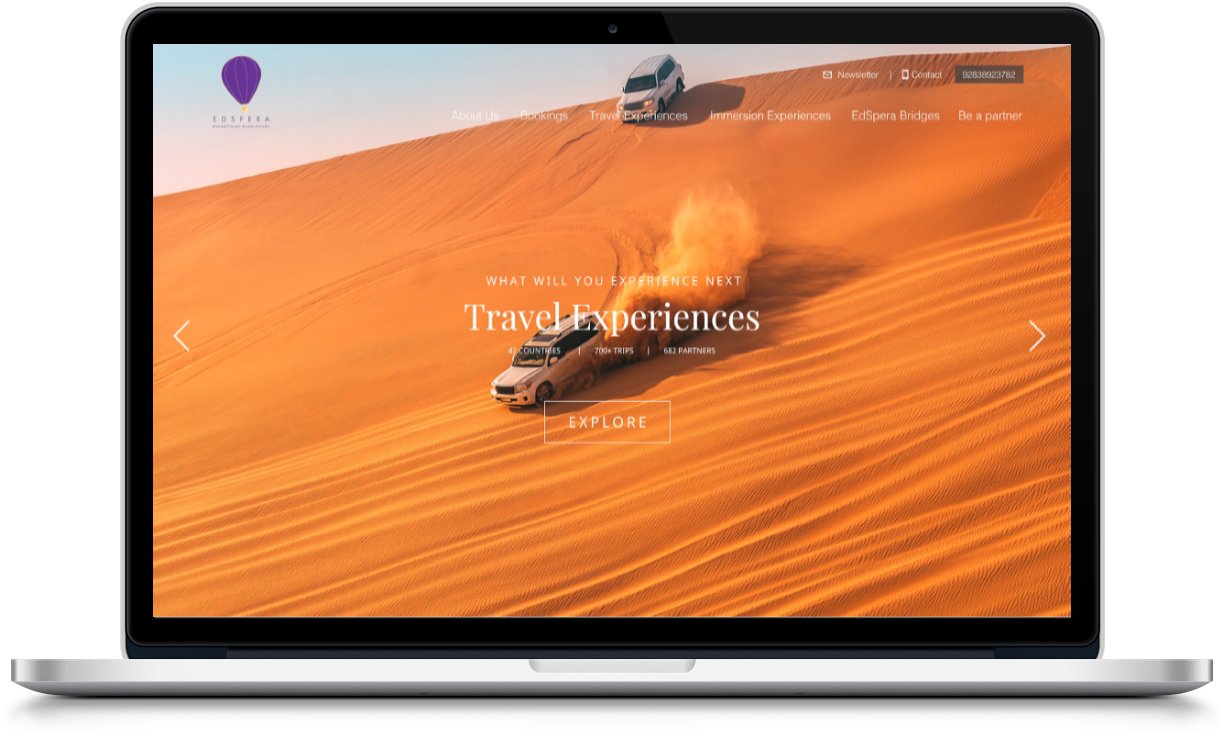 EDSPERA
Newsletter | Contact 92838923782
About Us Bookings Travel Experiences Immersion Experiences EdSpera Bridges Be a partner
WHAT WILL YOU EXPERIENCE NEXT
Travel Experiences
42 COUNTRIES | 700+ TRIPS | 682 PARTNERS
EXPLORE